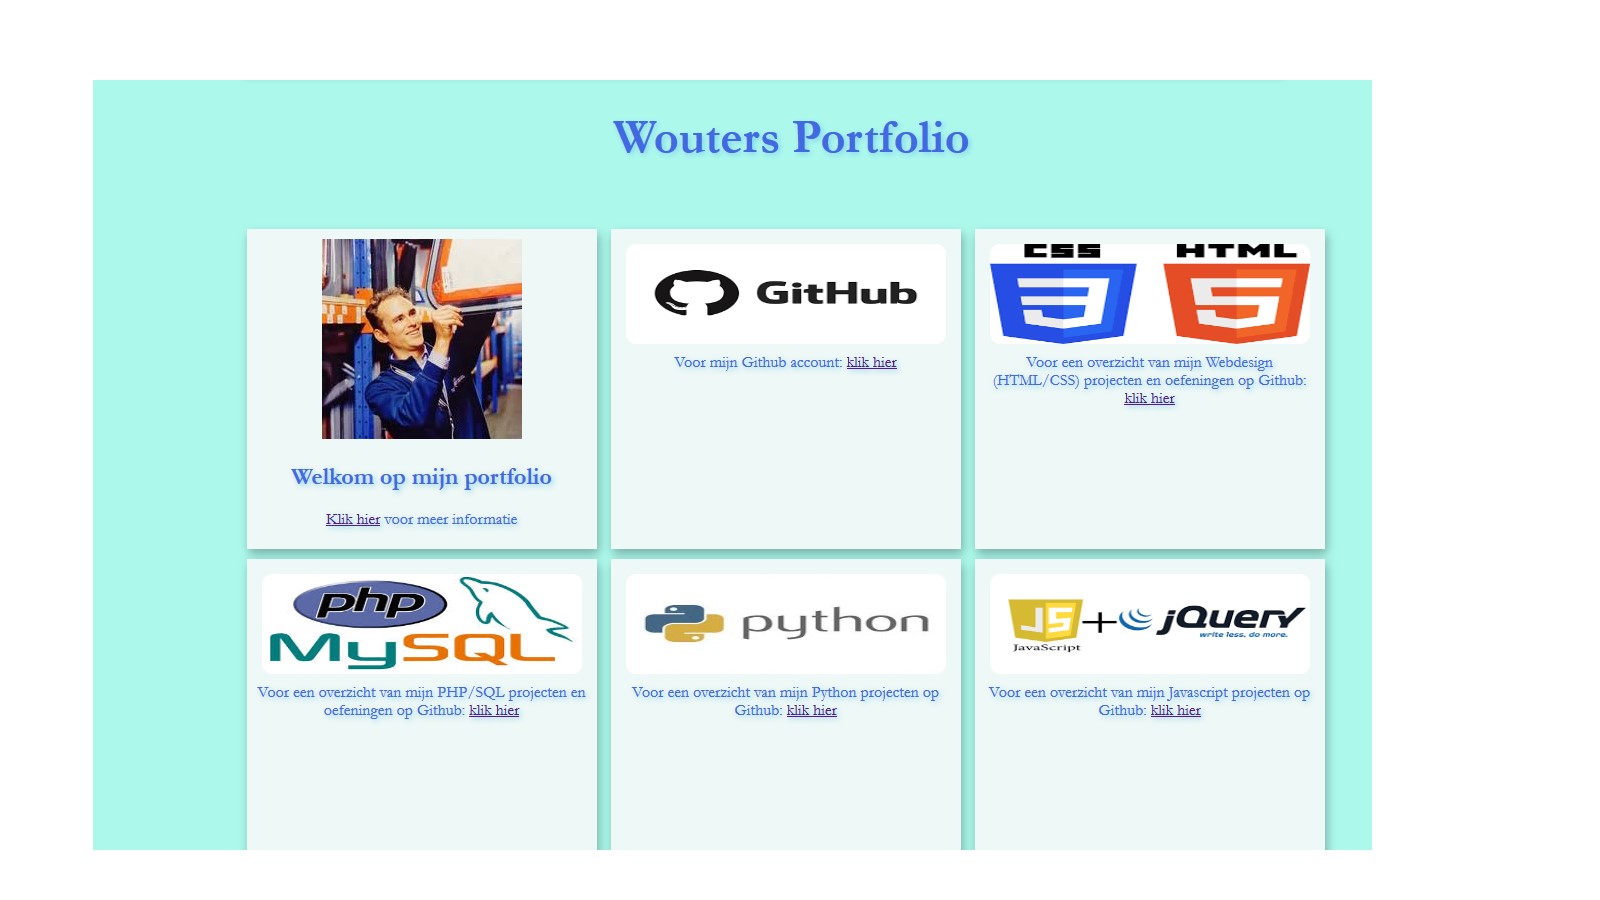 Wouters Portfolio
Welkom op mijn portfolio
Klik hier voor meer informatie
GitHub
Voor mijn Github account: klik hier
CSS HTML
Voor een overzicht van mijn Webdesign
(HTML/CSS) projecten en oefeningen op Github:
klik hier
php
MySQL
Voor een overzicht van mijn PHP/SQL projecten en
oefeningen op Github: klik hier
python
Voor een overzicht van mijn Python projecten op
Github: klik hier
JS + jQuery
write less. do more.
JavaScript
Voor een overzicht van mijn Javascript projecten op
Github: klik hier